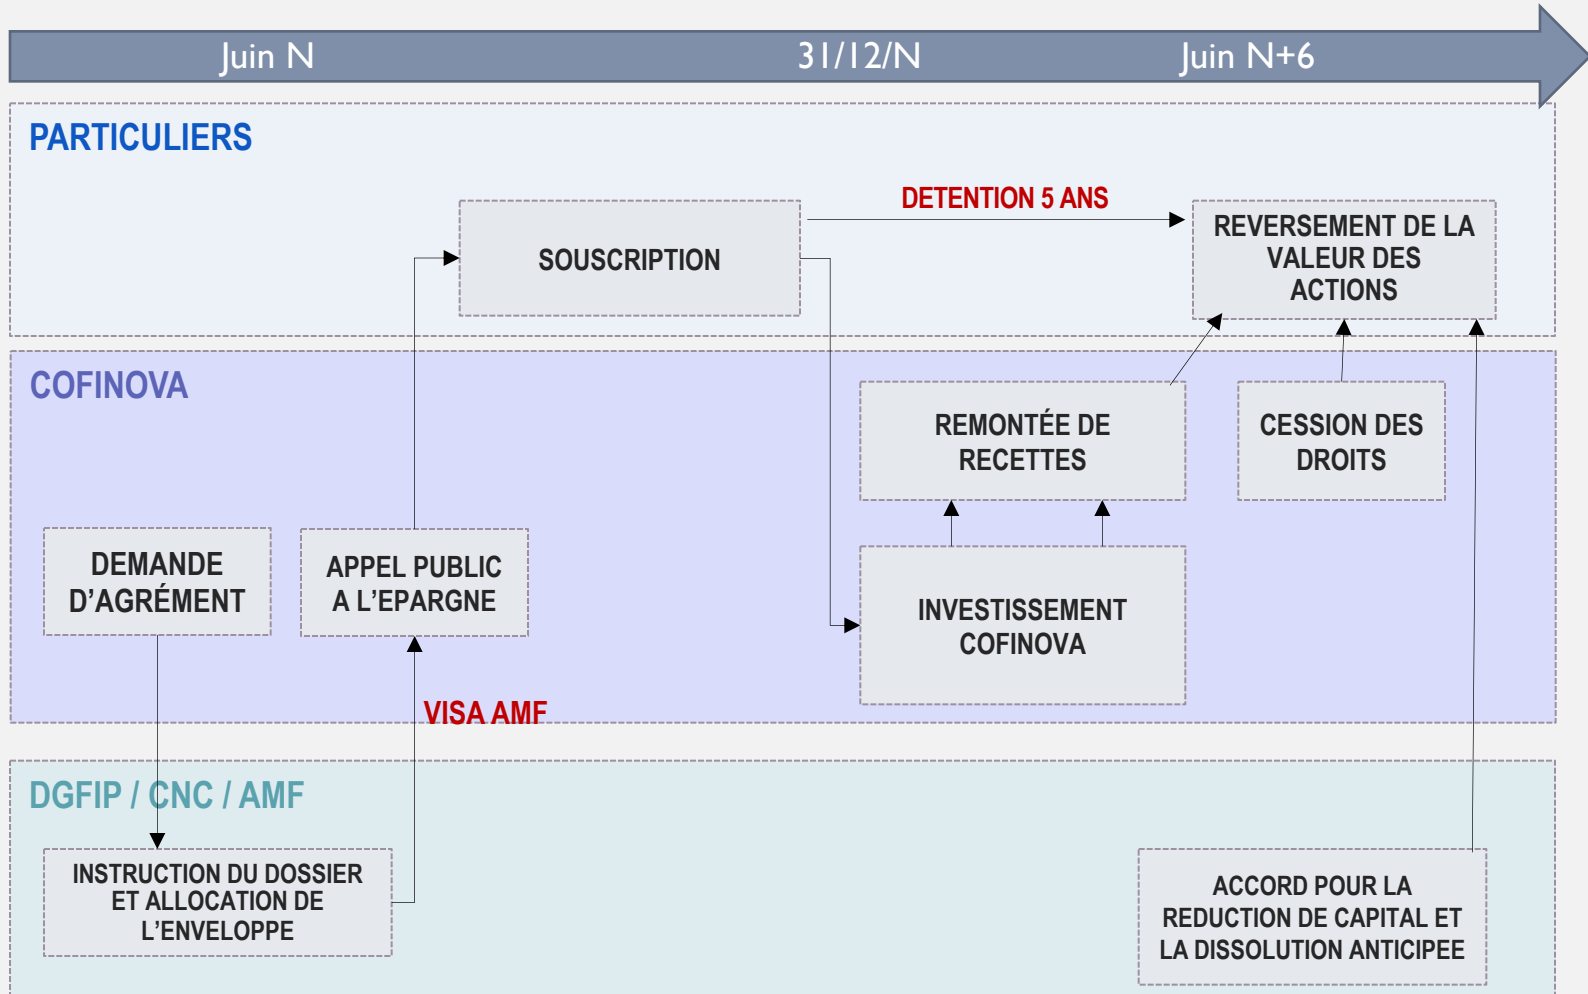 Juin N
31/12/N
Juin N+6
PARTICULIERS
DETENTION 5 ANS
SOUSCRIPTION
REVERSEMENT DE LA
VALEUR DES
ACTIONS
COFINOVA
REMONTÉE DE
RECETTES
CESSION DES
DROITS
DEMANDE
D’AGRÉMENT
APPEL PUBLIC
A L’EPARGNE
INVESTISSEMENT
COFINOVA
VISA AMF
DGFIP / CNC / AMF
INSTRUCTION DU DOSSIER
ET ALLOCATION DE
L’ENVELOPPE
ACCORD POUR LA
REDUCTION DE CAPITAL ET
LA DISSOLUTION ANTICIPEE